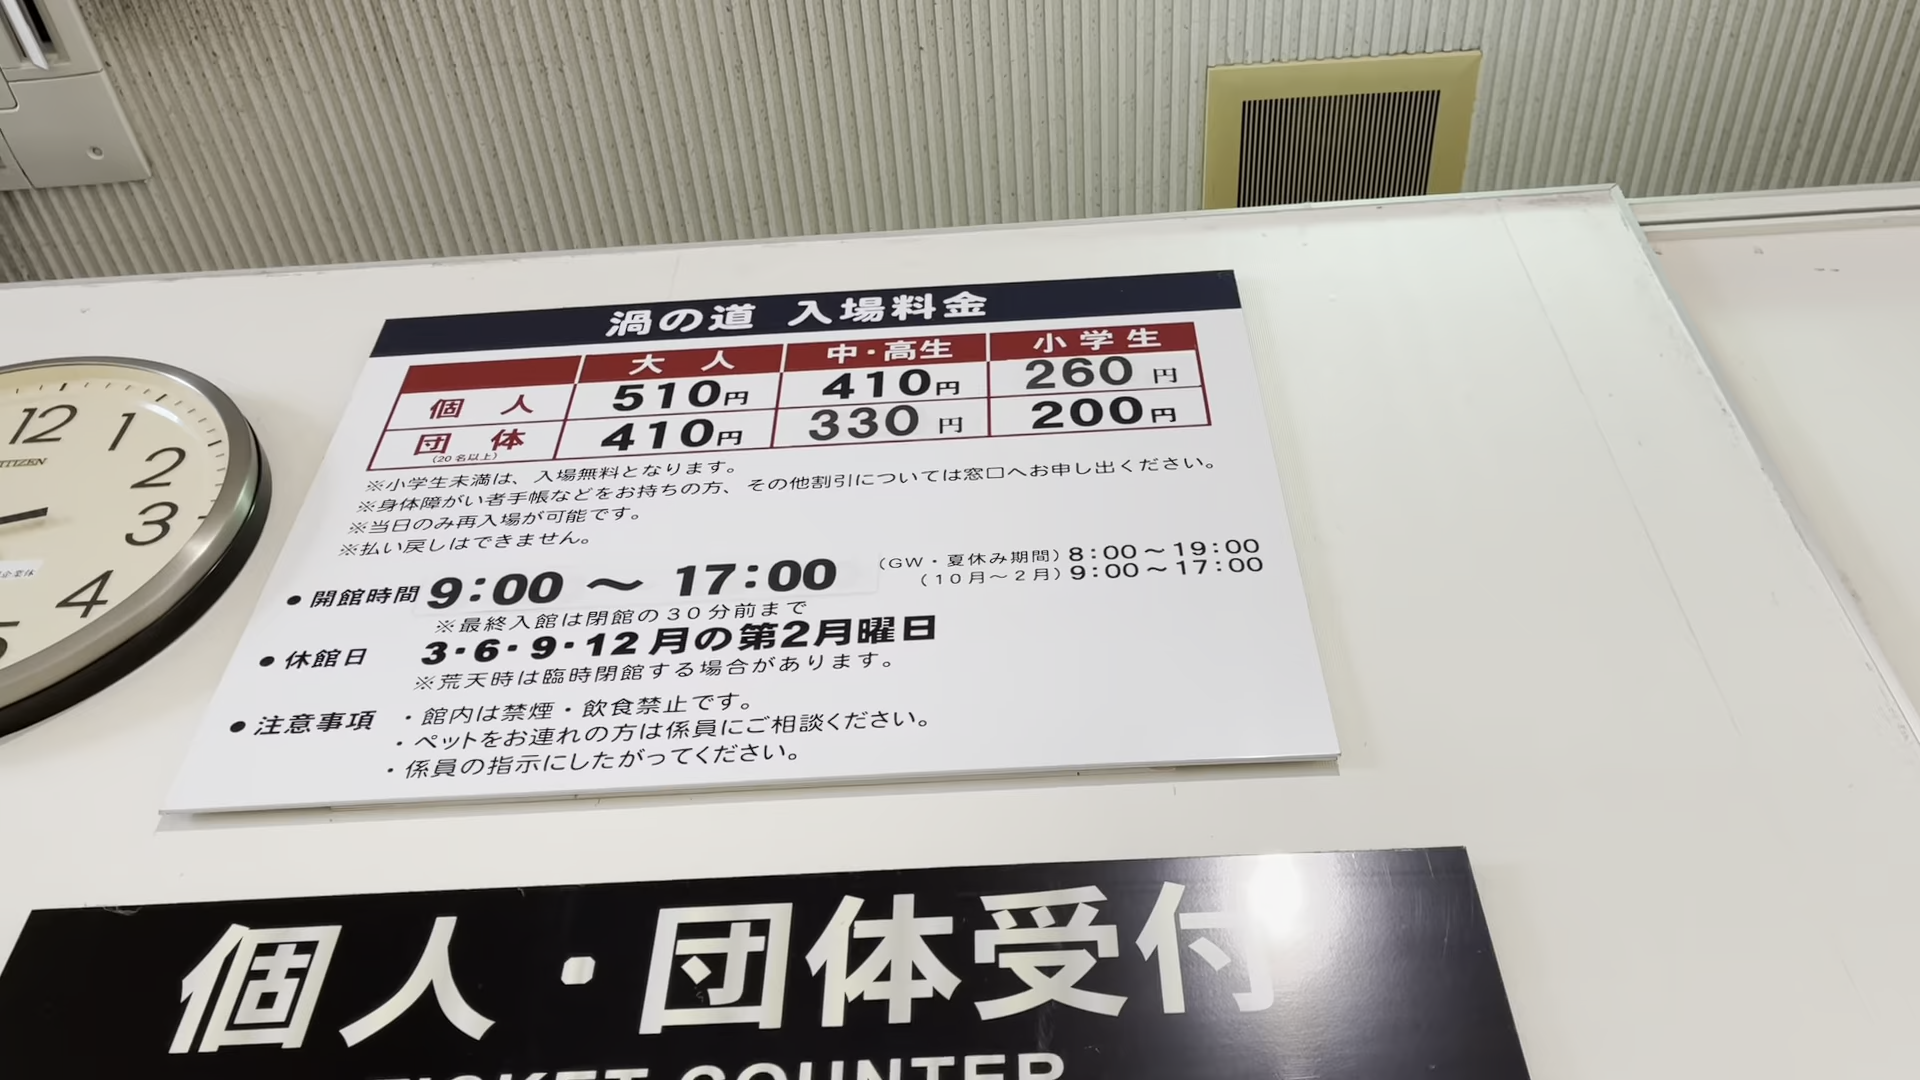 渦の道 入場料金
大人 中・高生 小学生
個人 510円 410円 260円
団体 410円 330円 200円
(20名以上)
※小学生未満は、入場無料となります。
※身体障がい者手帳などをお持ちの方、その他割引については窓口へお申し出ください。
※当日のみ再入場が可能です。
※払い戻しはできません。
●開館時間 9:00 ～ 17:00
(GW・夏休み期間) 8:00～19:00
(10月～2月) 9:00～17:00
※最終入館は閉館の30分前まで
●休館日 3・6・9・12月の第2月曜日
※荒天時は臨時閉館する場合があります。
●注意事項 ・館内は禁煙・飲食禁止です。
・ペットをお連れの方は係員にご相談ください。
・係員の指示にしたがってください。
12 1 2 3 4 5
個人・団体受付
TICKET COUNTER